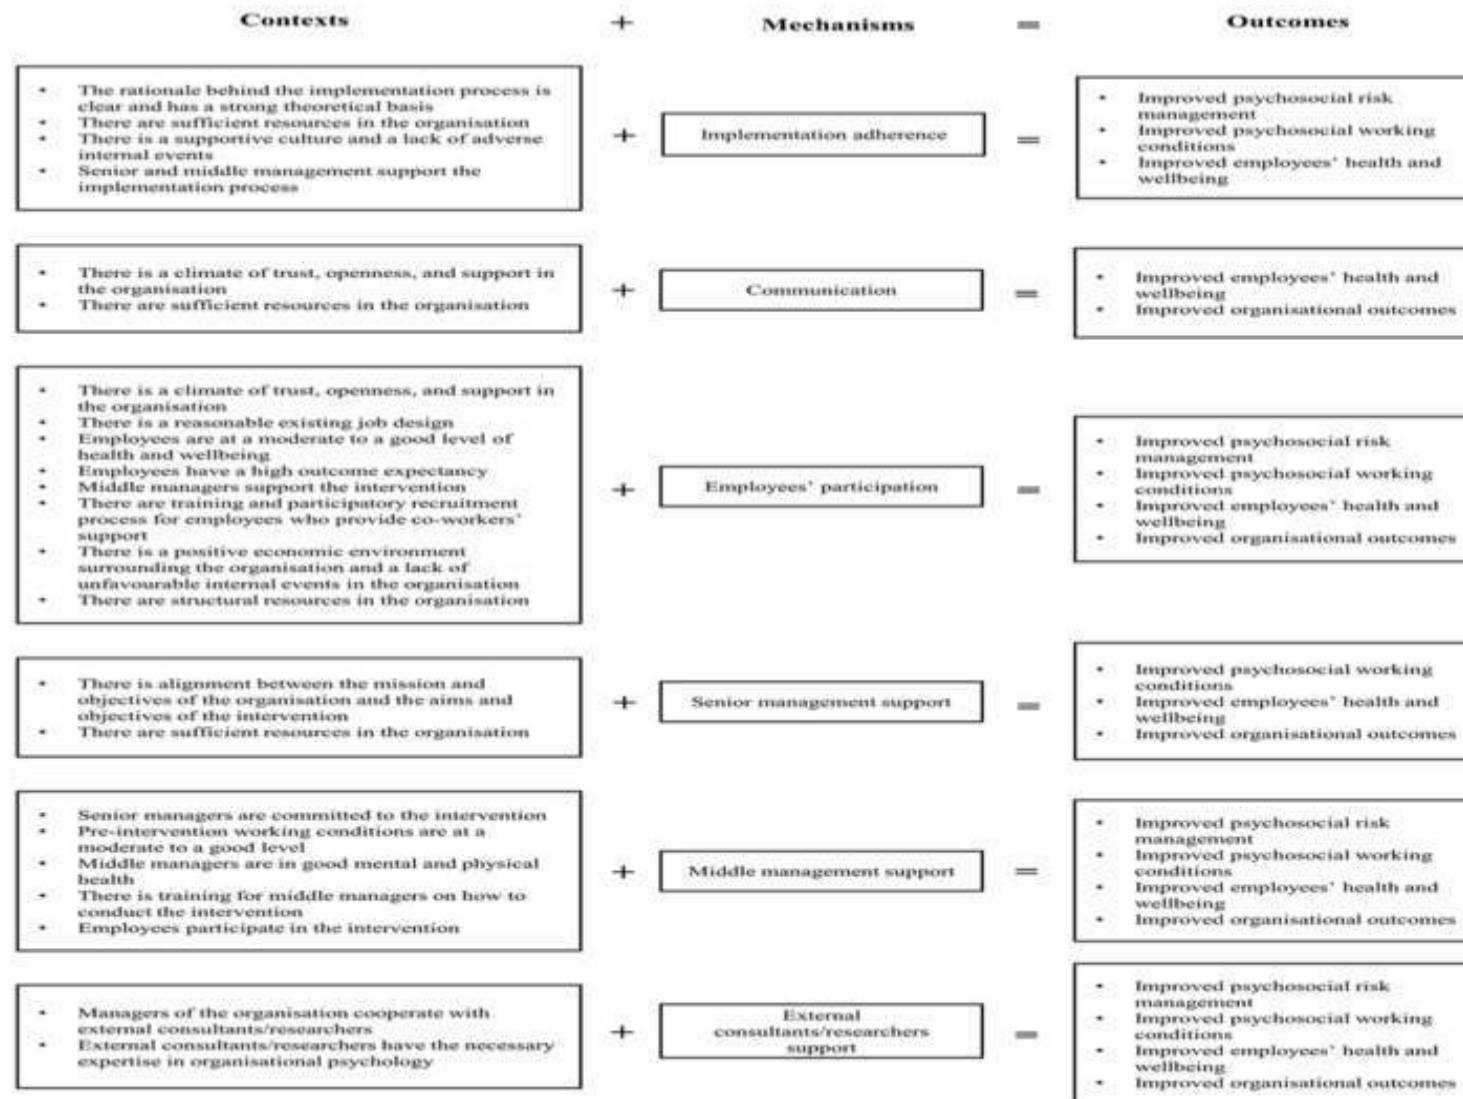 Contexts + Mechanisms = Outcomes
• The rationale behind the implementation process is
clear and has a strong theoretical basis
• There are sufficient resources in the organisation
• There is a supportive culture and a lack of adverse
internal events
• Senior and middle management support the
implementation process
+
Implementation adherence
=
• Improved psychosocial risk
management
• Improved psychosocial working
conditions
• Improved employees' health and
wellbeing
• There is a climate of trust, openness, and support in
the organisation
• There are sufficient resources in the organisation
+
Communication
=
• Improved employees' health and
wellbeing
• Improved organisational outcomes
• There is a climate of trust, openness, and support in
the organisation
• There is a reasonable existing job design
• Employees are at a moderate to a good level of
health and wellbeing
• Employees have a high outcome expectancy
• Middle managers support the intervention
• There are training and participatory recruitment
process for employees who provide co-workers'
support
• There is a positive economic environment
surrounding the organisation and a lack of
unfavourable internal events in the organisation
• There are structural resources in the organisation
+
Employees' participation
=
• Improved psychosocial risk
management
• Improved psychosocial working
conditions
• Improved employees' health and
wellbeing
• Improved organisational outcomes
• There is alignment between the mission and
objectives of the organisation and the aims and
objectives of the intervention
• There are sufficient resources in the organisation
+
Senior management support
=
• Improved psychosocial working
conditions
• Improved employees' health and
wellbeing
• Improved organisational outcomes
• Senior managers are committed to the intervention
• Pre-intervention working conditions are at a
moderate to a good level
• Middle managers are in good mental and physical
health
• There is training for middle managers on how to
conduct the intervention
• Employees participate in the intervention
+
Middle management support
=
• Improved psychosocial risk
management
• Improved psychosocial working
conditions
• Improved employees' health and
wellbeing
• Improved organisational outcomes
• Managers of the organisation cooperate with
external consultants/researchers
• External consultants/researchers have the necessary
expertise in organisational psychology
+
External
consultants/researchers
support
=
• Improved psychosocial risk
management
• Improved psychosocial working
conditions
• Improved employees' health and
wellbeing
• Improved organisational outcomes